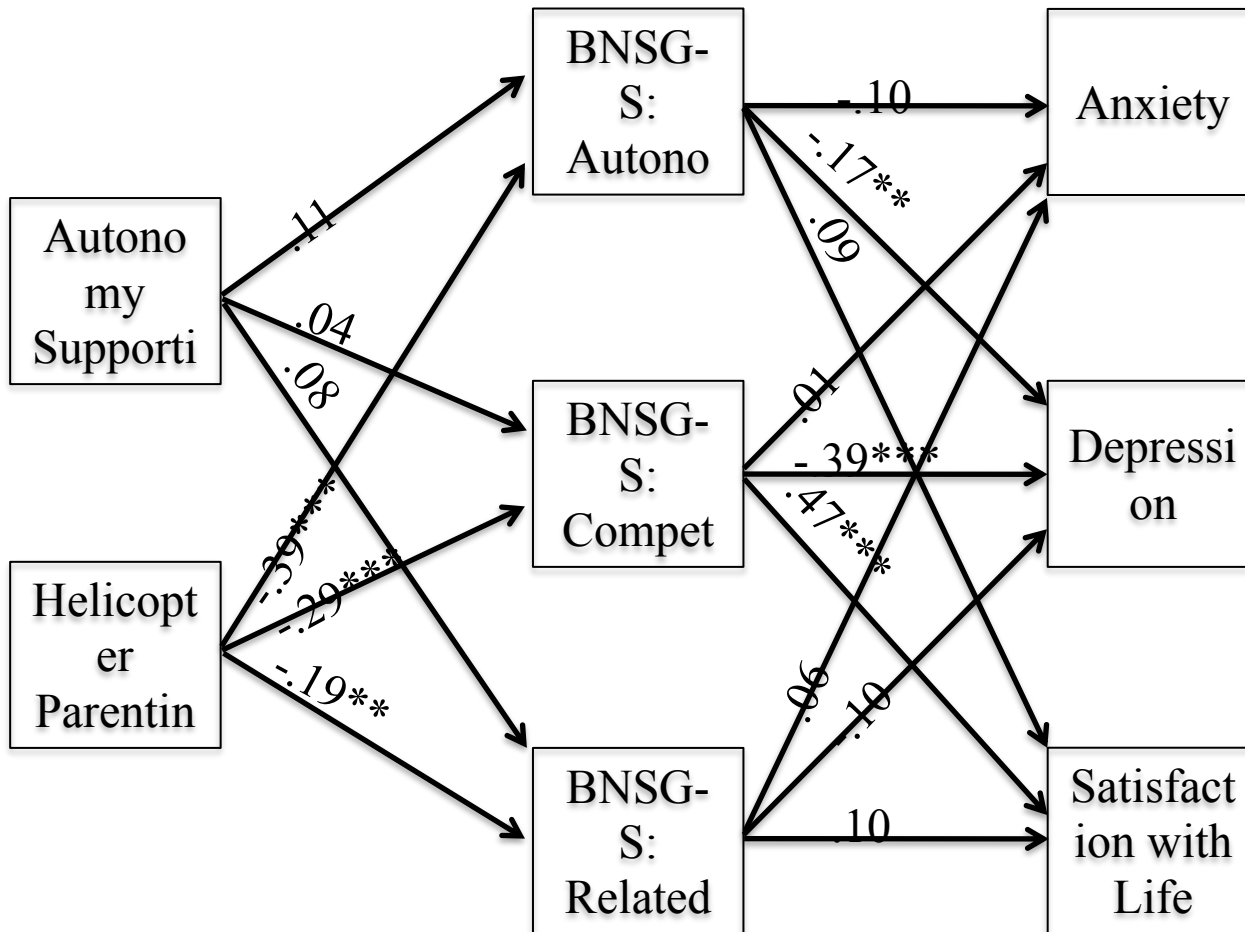 BNSG-
S:
Autono
Anxiety
-.10
-.17**
.09
.11
Autono
my
Supporti
.04
.08
BNSG-
S:
Compet
.01
-.39***
.47***
Depressi
on
-.39***
-.29***
-.19**
Helicopt
er
Parentin
.06
-.10
.10
BNSG-
S:
Related
Satisfact
ion with
Life